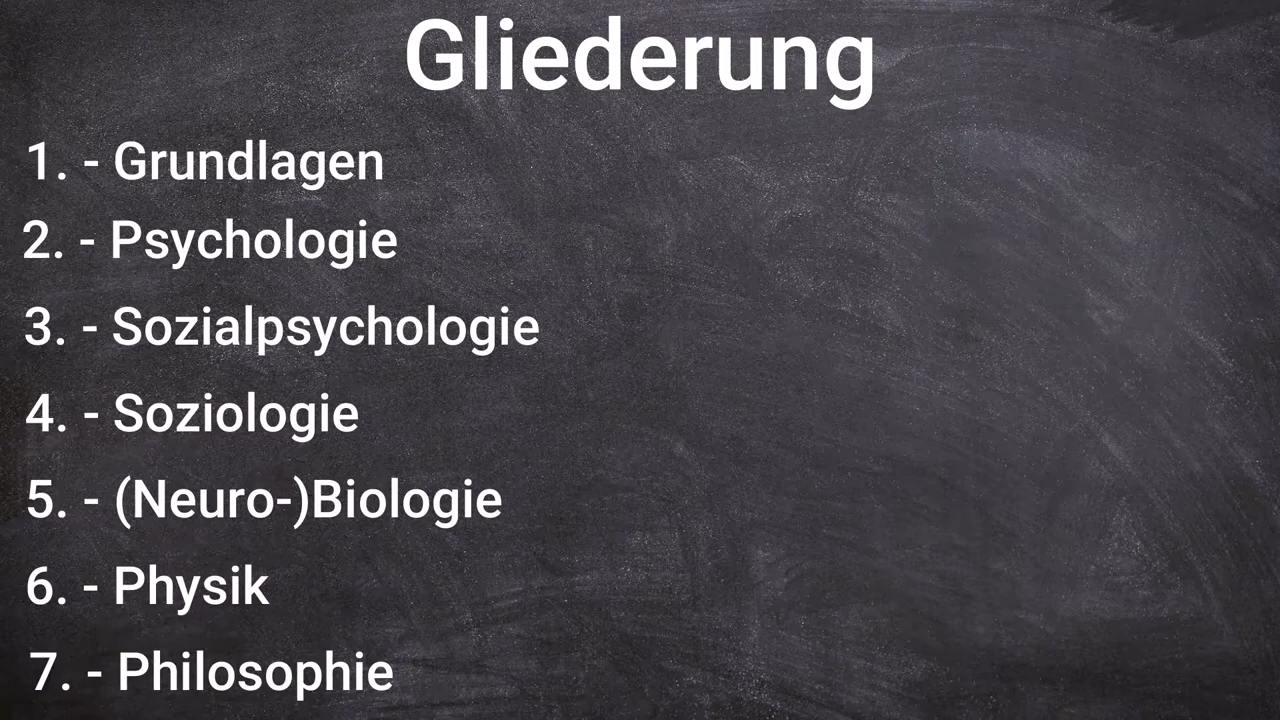 Gliederung
1. - Grundlagen
2. - Psychologie
3. - Sozialpsychologie
4. - Soziologie
5. - (Neuro-)Biologie
6. - Physik
7. - Philosophie